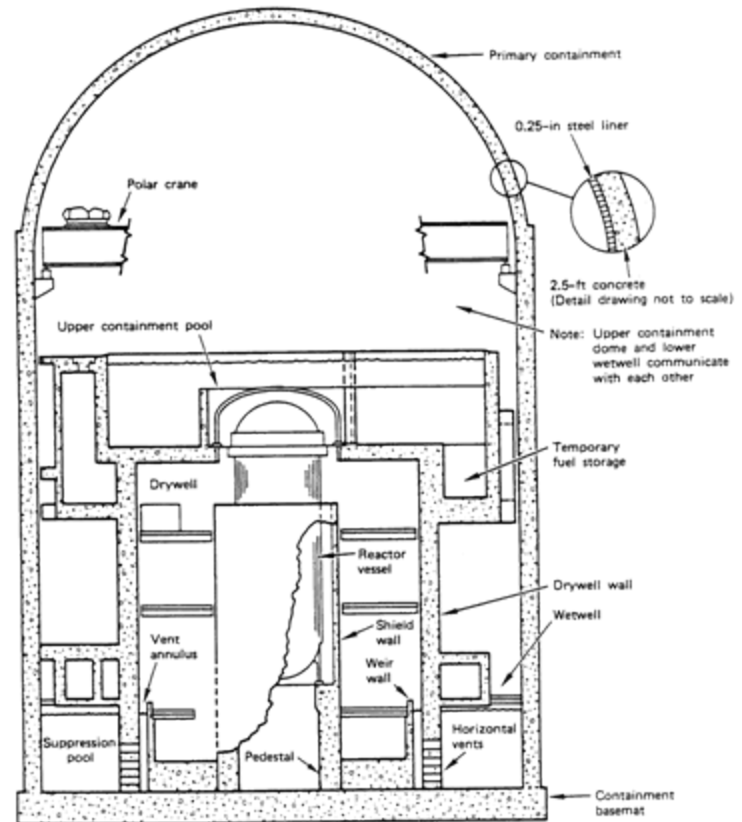 Primary containment
0.25-in steel liner
Polar crane
2.5-ft concrete
(Detail drawing not to scale)
Upper containment pool
Note: Upper containment
dome and lower
wetwell communicate
with each other
Temporary
fuel storage
Drywell
Reactor
vessel
Drywell wall
Wetwell
Shield
wall
Vent
annulus
Weir
wall
Suppression
pool
Horizontal
vents
Pedestal
Containment
basemat